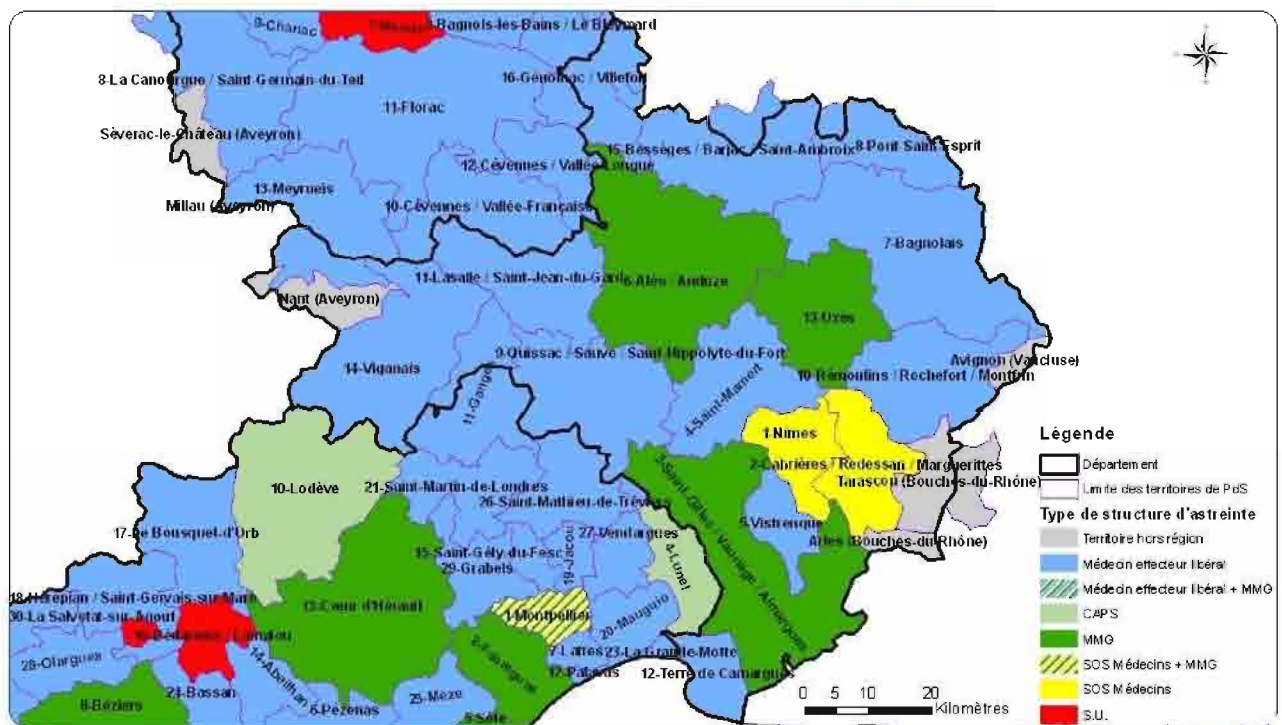 9-Chanac
Bagnols-les-Bains / Le Bleymard
8-La Canourgue / Saint-Germain-du-Teil
16-Genolhac / Villefort
11-Florac
Sèverac-le-Château (Aveyron)
15-Bessèges / Barjac / Saint-Ambroix
8-Pont Saint Esprit
12-Cévennes / Vallée-Longue
13-Meyrueis
Millau (Aveyron)
10-Cévennes / Vallée-Française
7-Bagnolais
11-Lasalle / Saint-Jean-du-Gard
6-Alès / Anduze
Nant (Aveyron)
13-Uzès
9-Quissac / Sauve / Saint-Hippolyte-du-Fort
Avignon (Vaucluse)
14-Viganais
10-Remoulins / Rochefort / Montfrin
11-Ganges
4-Saint-Mamert
1-Nimes
2-Cabrières / Redessan / Marguerittes
Tarascon (Bouches-du-Rhône)
10-Lodève
21-Saint-Martin-de-Londres
26-Saint-Mathieu-de-Tréviers
3-Saint-Gilles / Vauvage / Aimargues
5-Vistrenque
17-Le Bousquet-d'Orb
27-Vendargues
Arles (Bouches-du-Rhône)
15-Saint-Gély-du-Fesc
29-Grabels
19-Jacou
4-Lunel
18-Hérépian / Saint-Gervais-sur-Mare
13-Cœur d'Hérault
30-La Salvetat-sur-Agout
1-Montpellier
20-Mauguio
28-Olargues
14-Abeilhan
7-Lattes
23-La Grande-Motte
12-Palavas
12-Terre de Camargues
24-Bassan
25-Mèze
8-Béziers
6-Pézenas
5-Sète
Légende
Département
Limite des territoires de PdS
Type de structure d'astreinte
Territoire hors région
Médecin effecteur libéral
Médecin effecteur libéral + MMG
CAPS
MMG
SOS Médecins + MMG
SOS Médecins
S.U.
0 5 10 20
Kilomètres